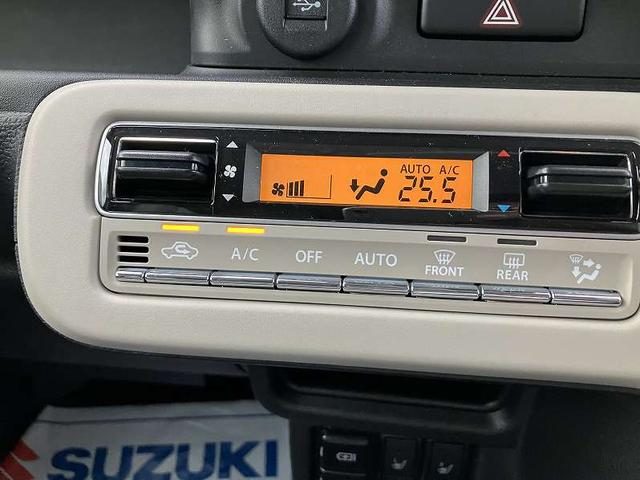 AUTO A/C
25.5
A/C OFF AUTO FRONT REAR
SUZUKI